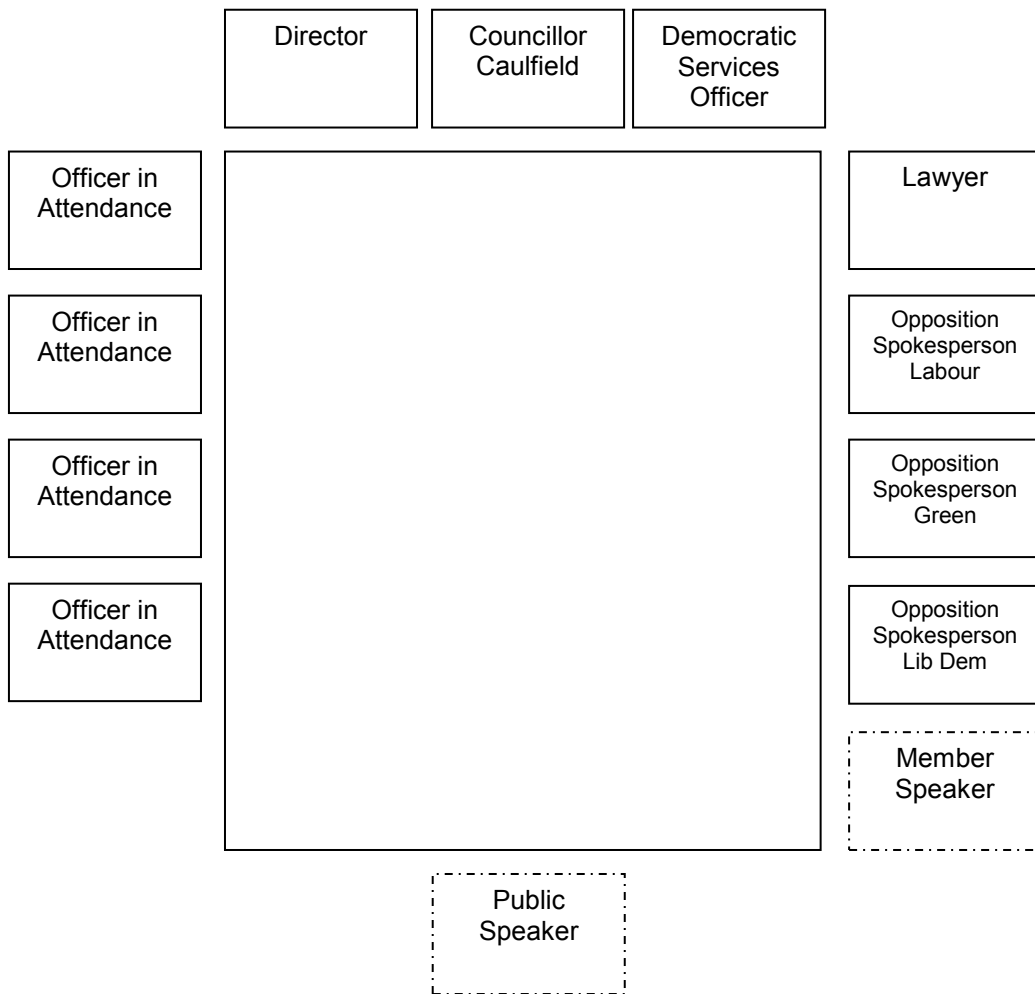 Director
Councillor
Caulfield
Democratic
Services
Officer
Officer in
Attendance
Lawyer
Officer in
Attendance
Opposition
Spokesperson
Labour
Officer in
Attendance
Opposition
Spokesperson
Green
Officer in
Attendance
Opposition
Spokesperson
Lib Dem
Member
Speaker
Public
Speaker